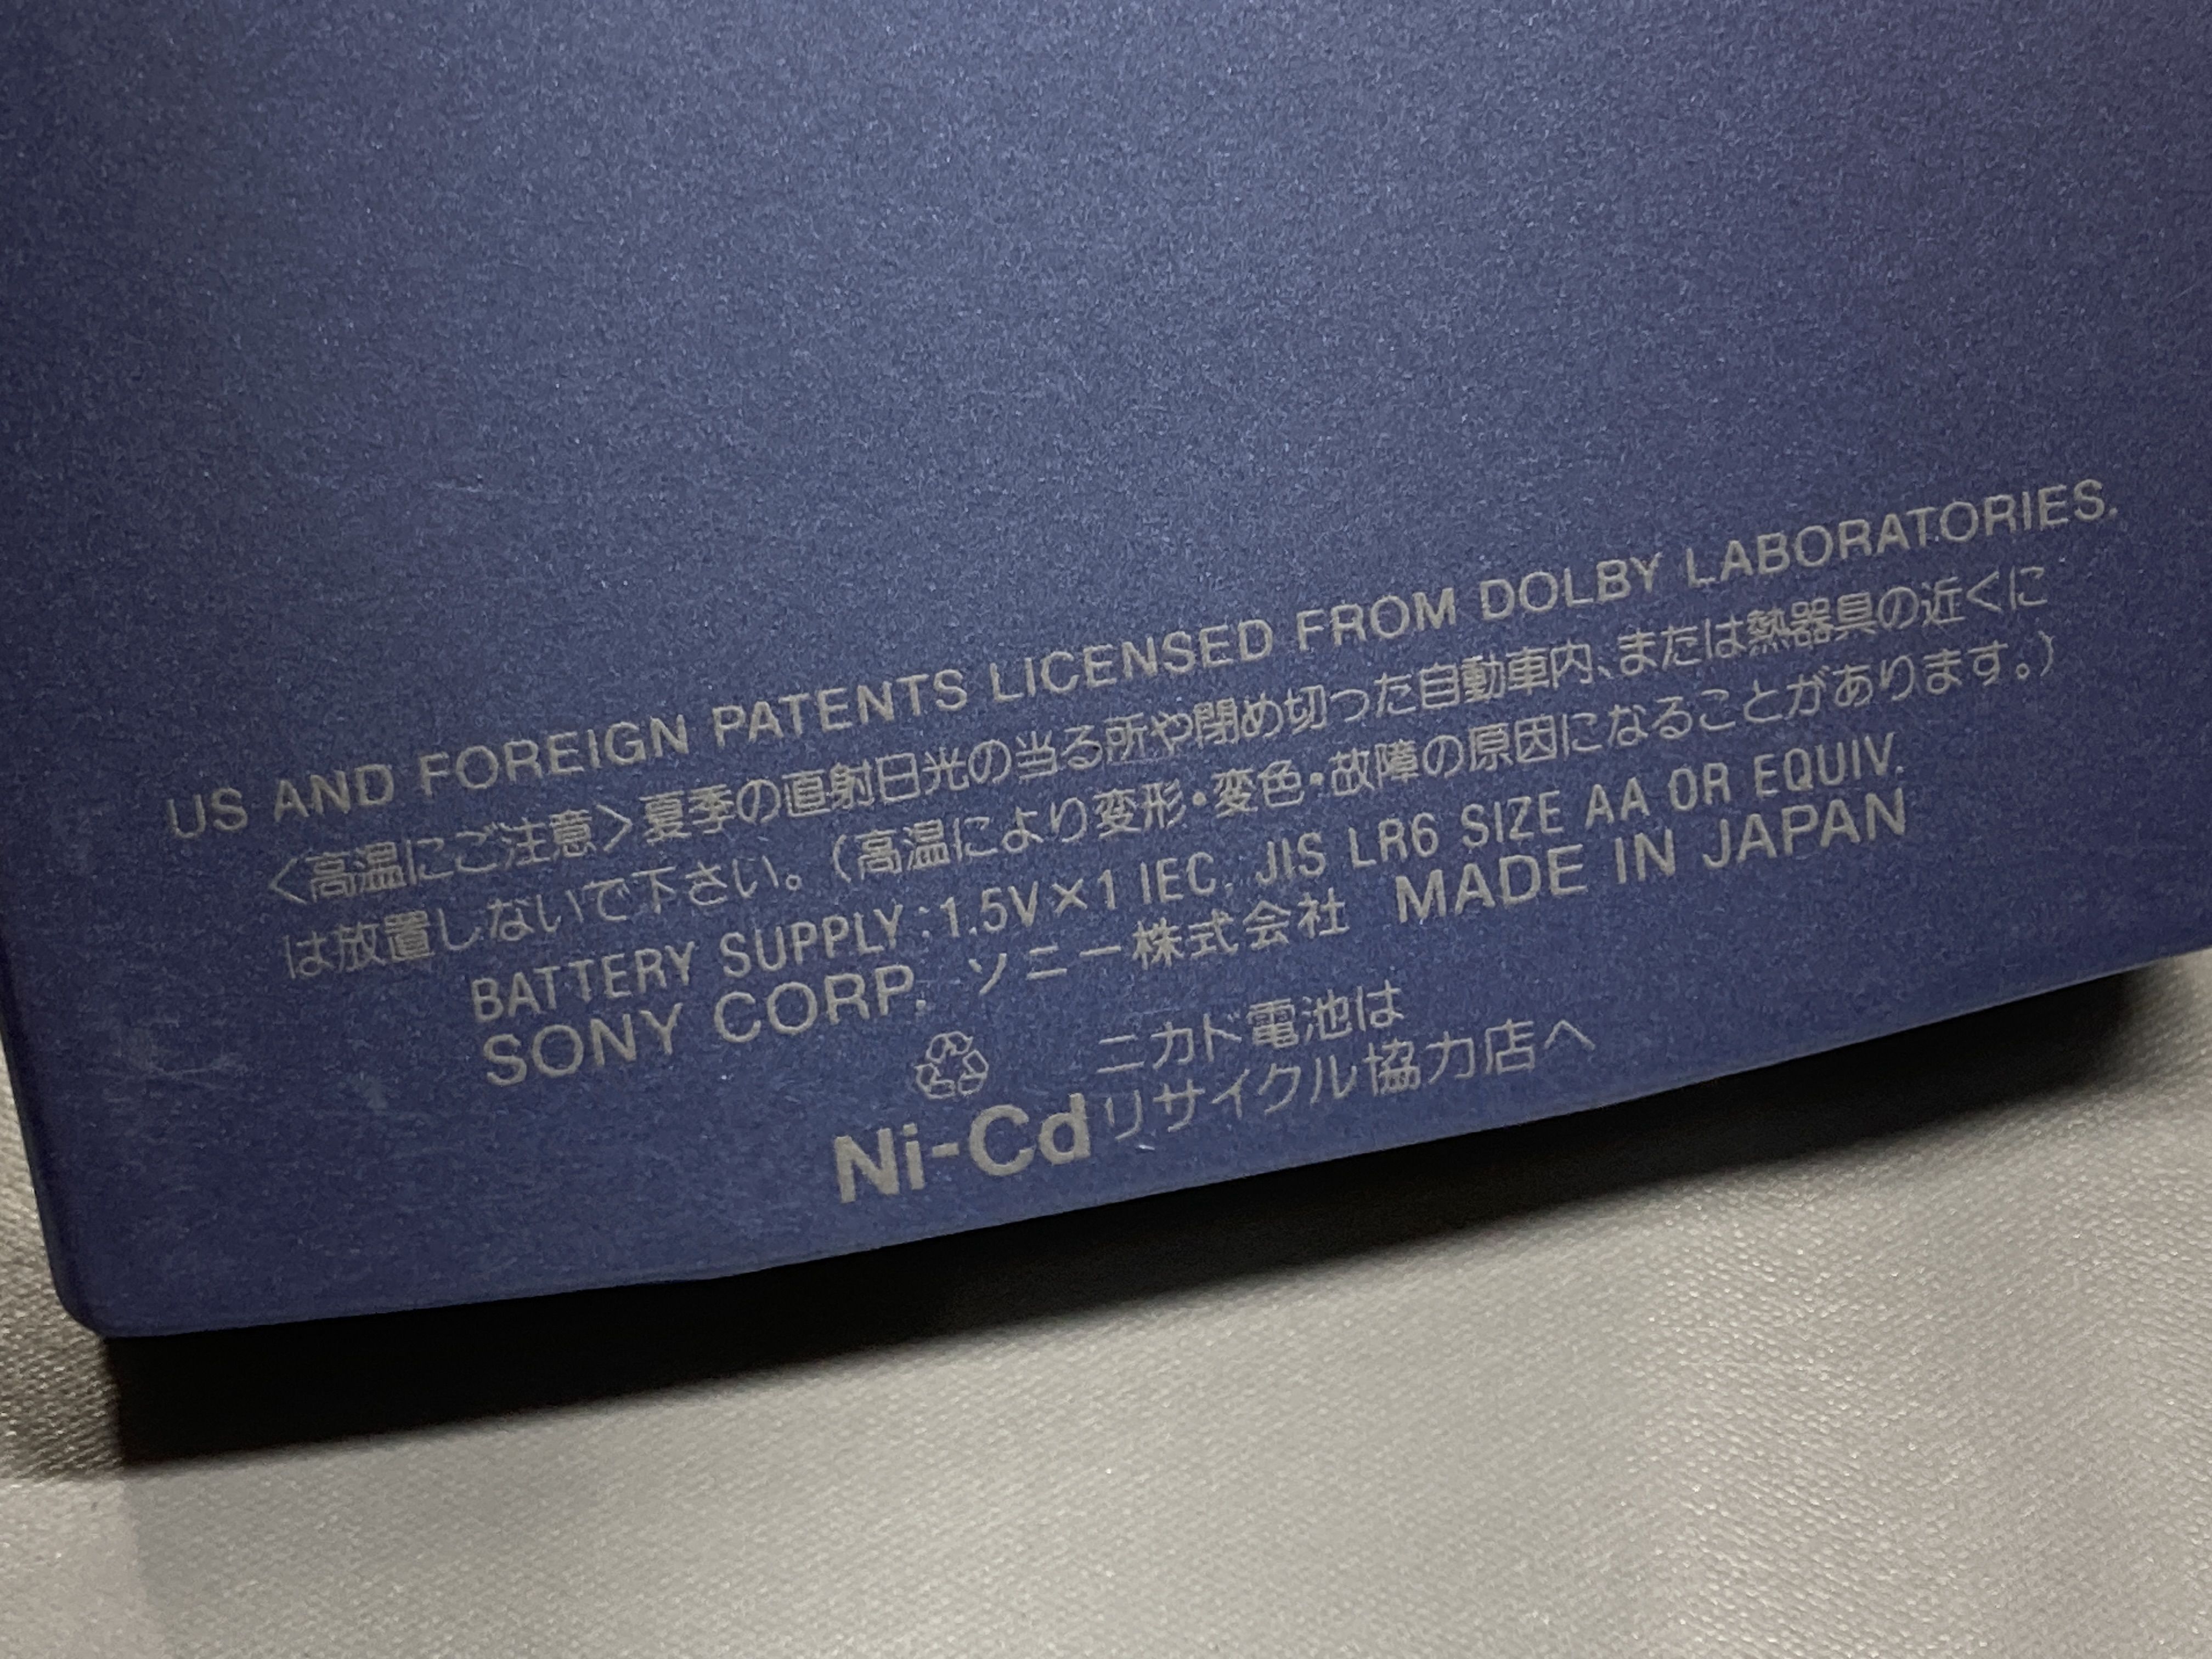 US AND FOREIGN PATENTS LICENSED FROM DOLBY LABORATORIES.
〈高温にご注意〉夏季の直射日光の当る所や閉め切った自動車内、または熱器具の近くに
は放置しないで下さい。(高温により変形・変色・故障の原因になることがあります。)
BATTERY SUPPLY:1.5V×1 IEC, JIS LR6 SIZE AA OR EQUIV.
SONY CORP. ソニー株式会社 MADE IN JAPAN
ニカド電池は
Ni-Cd リサイクル協力店へ